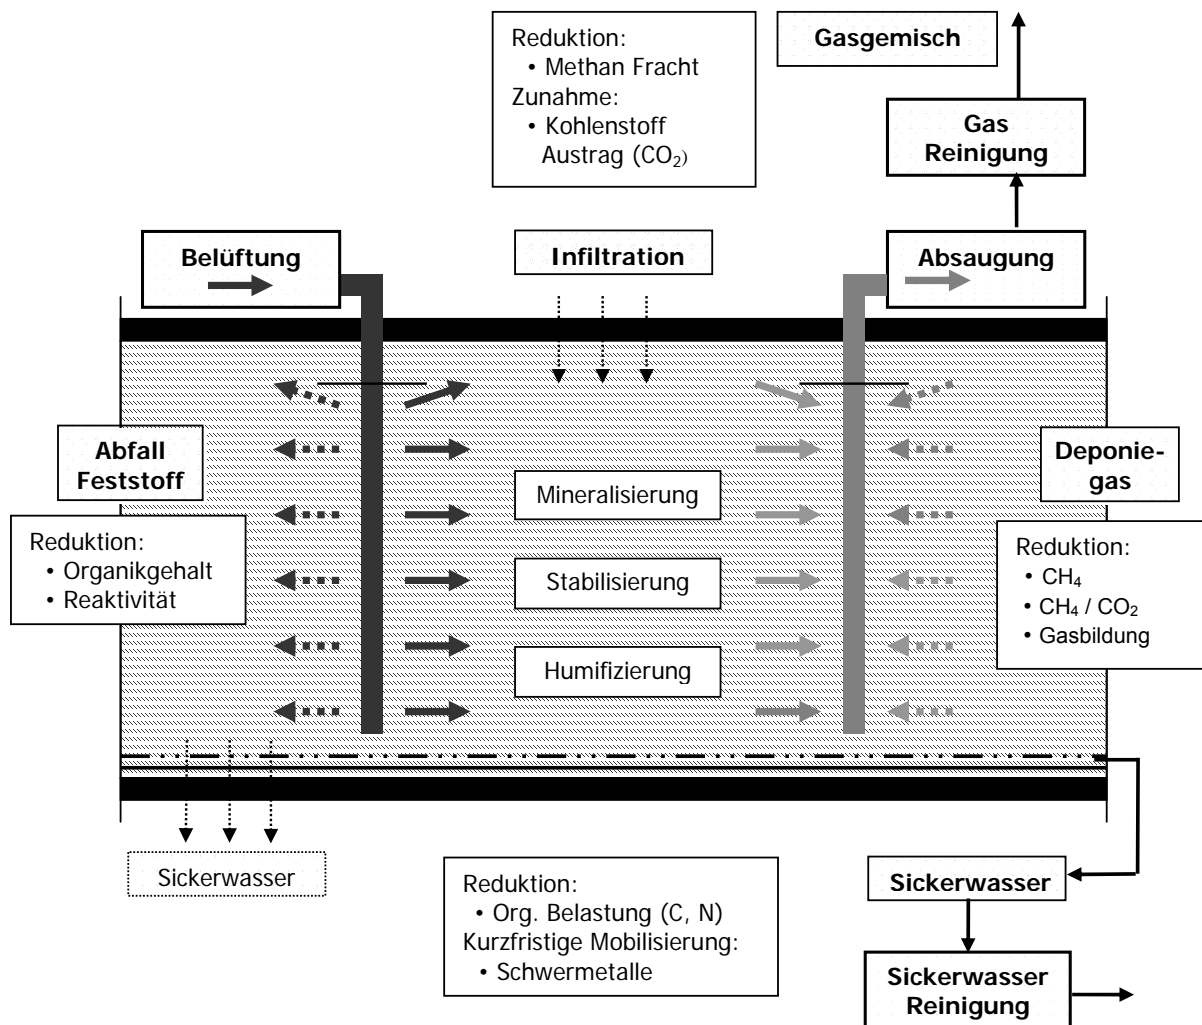 Reduktion:
• Methan Fracht
Zunahme:
• Kohlenstoff
Austrag (CO₂)
Gasgemisch
Gas
Reinigung
Belüftung
Infiltration
Absaugung
Abfall
Feststoff
Reduktion:
• Organikgehalt
• Reaktivität
Mineralisierung
Stabilisierung
Humifizierung
Deponie-
gas
Reduktion:
• CH₄
• CH₄ / CO₂
• Gasbildung
Sickerwasser
Reduktion:
• Org. Belastung (C, N)
Kurzfristige Mobilisierung:
• Schwermetalle
Sickerwasser
Sickerwasser
Reinigung